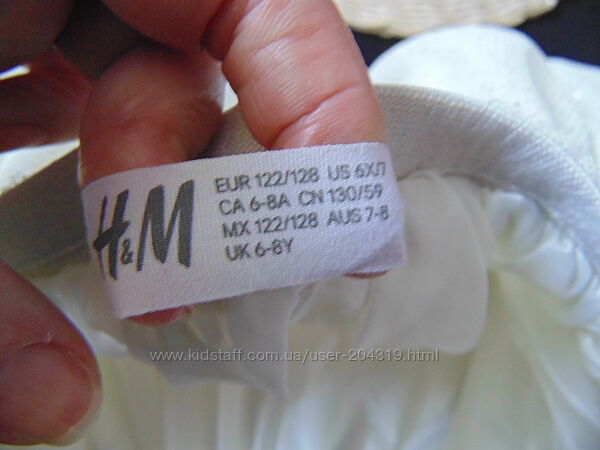 H&M
EUR 122/128 US 6X/7
CA 6-8A CN 130/59
MX 122/128 AUS 7-8
UK 6-8Y
www.kidstaff.com.ua/user-204319.html